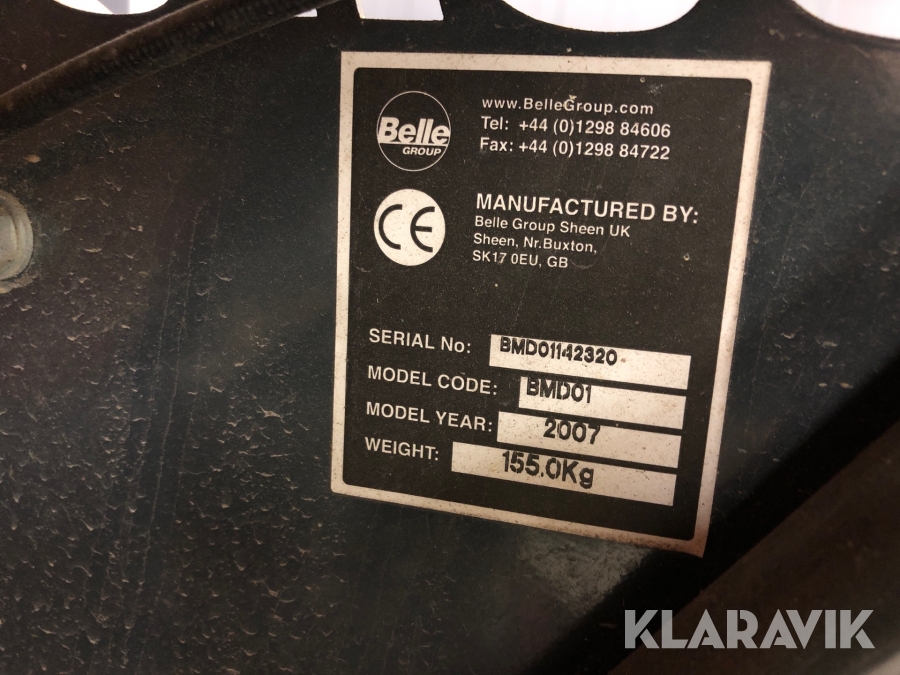 Belle
GROUP
www.BelleGroup.com
Tel: +44 (0)1298 84606
Fax: +44 (0)1298 84722
CE
MANUFACTURED BY:
Belle Group Sheen UK
Sheen, Nr.Buxton,
SK17 0EU, GB
SERIAL No: BMD01142320
MODEL CODE: BMD01
MODEL YEAR: 2007
WEIGHT: 155.0Kg
KLARAVIK